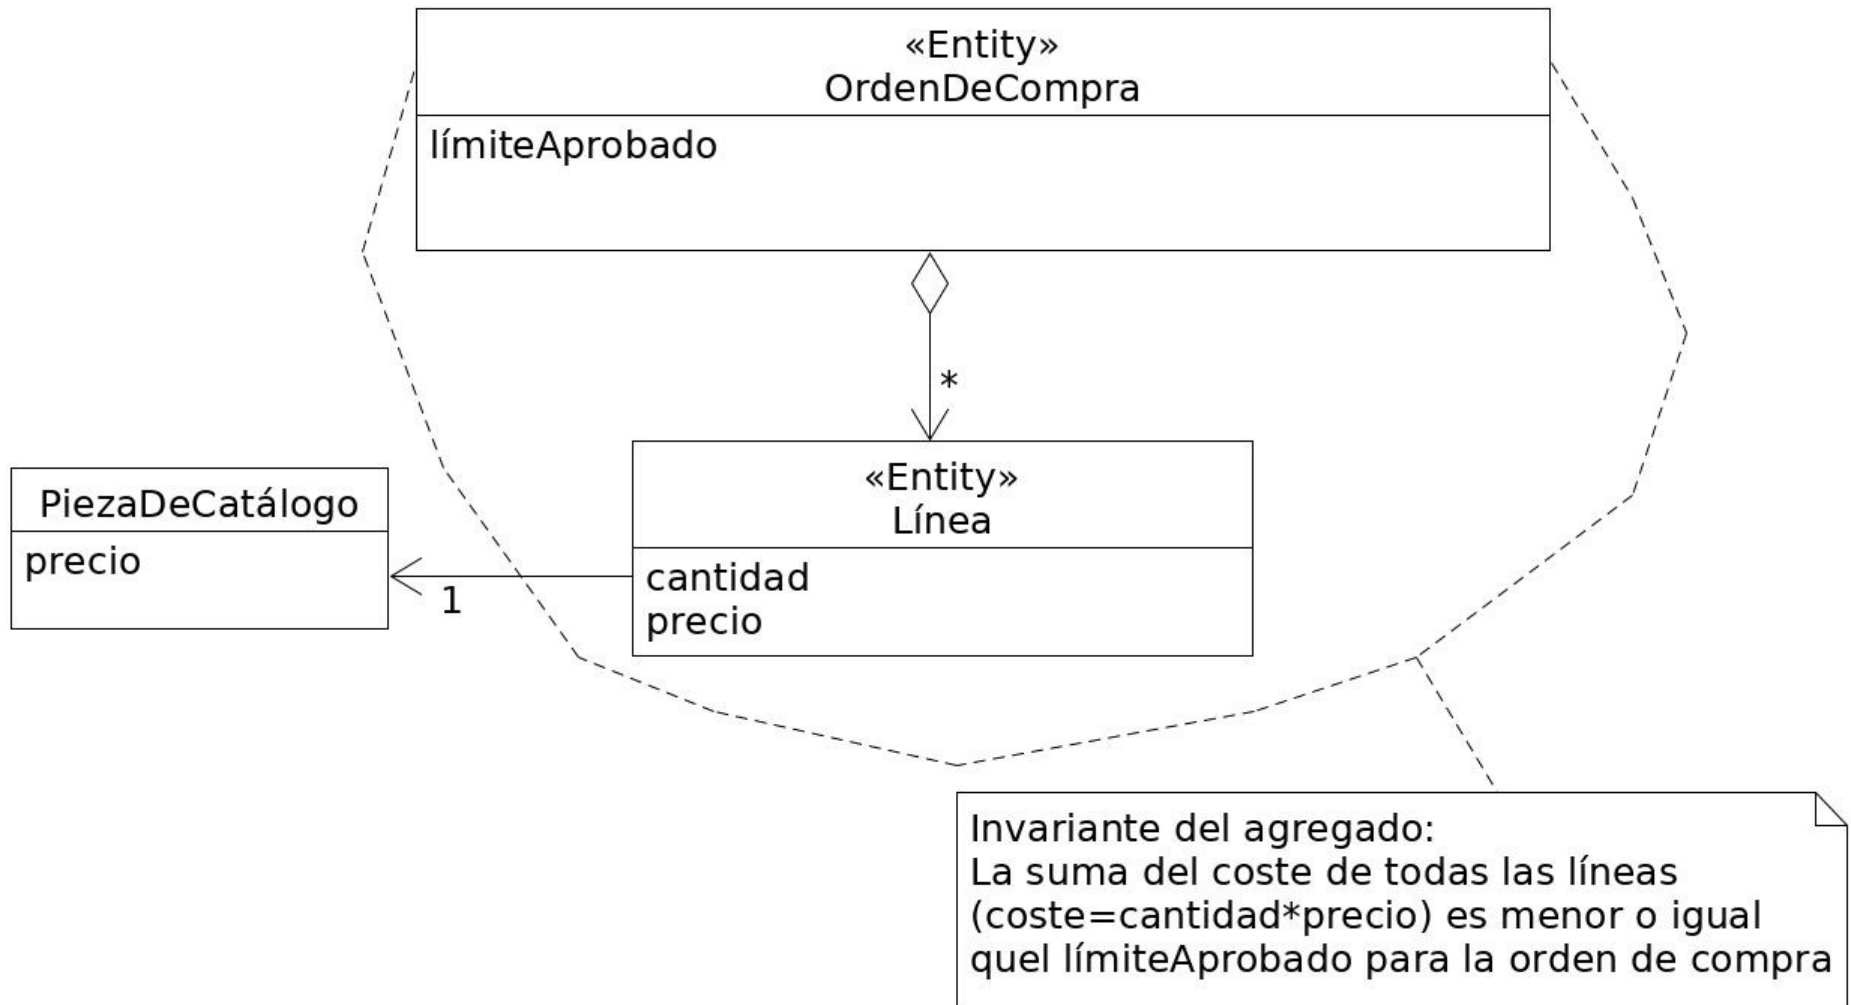 «Entity»
OrdenDeCompra
límiteAprobado
*
«Entity»
Línea
cantidad
precio
PiezaDeCatálogo
precio
1
Invariante del agregado:
La suma del coste de todas las líneas
(coste=cantidad*precio) es menor o igual
quel límiteAprobado para la orden de compra